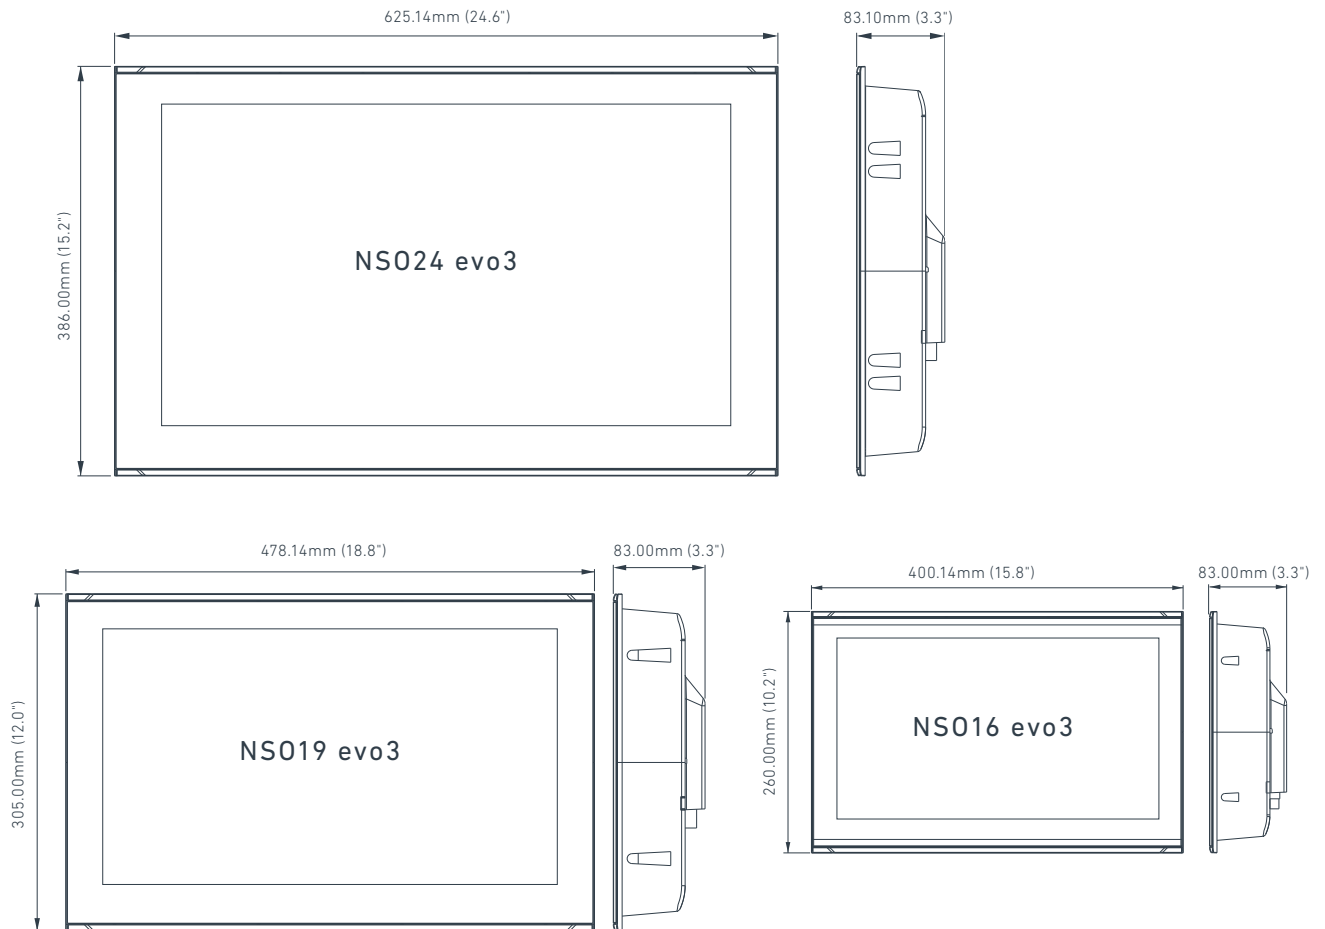 625.14mm (24.6")
83.10mm (3.3")
386.00mm (15.2")
NSO24 evo3
478.14mm (18.8")
83.00mm (3.3")
305.00mm (12.0")
NSO19 evo3
400.14mm (15.8")
83.00mm (3.3")
260.00mm (10.2")
NSO16 evo3